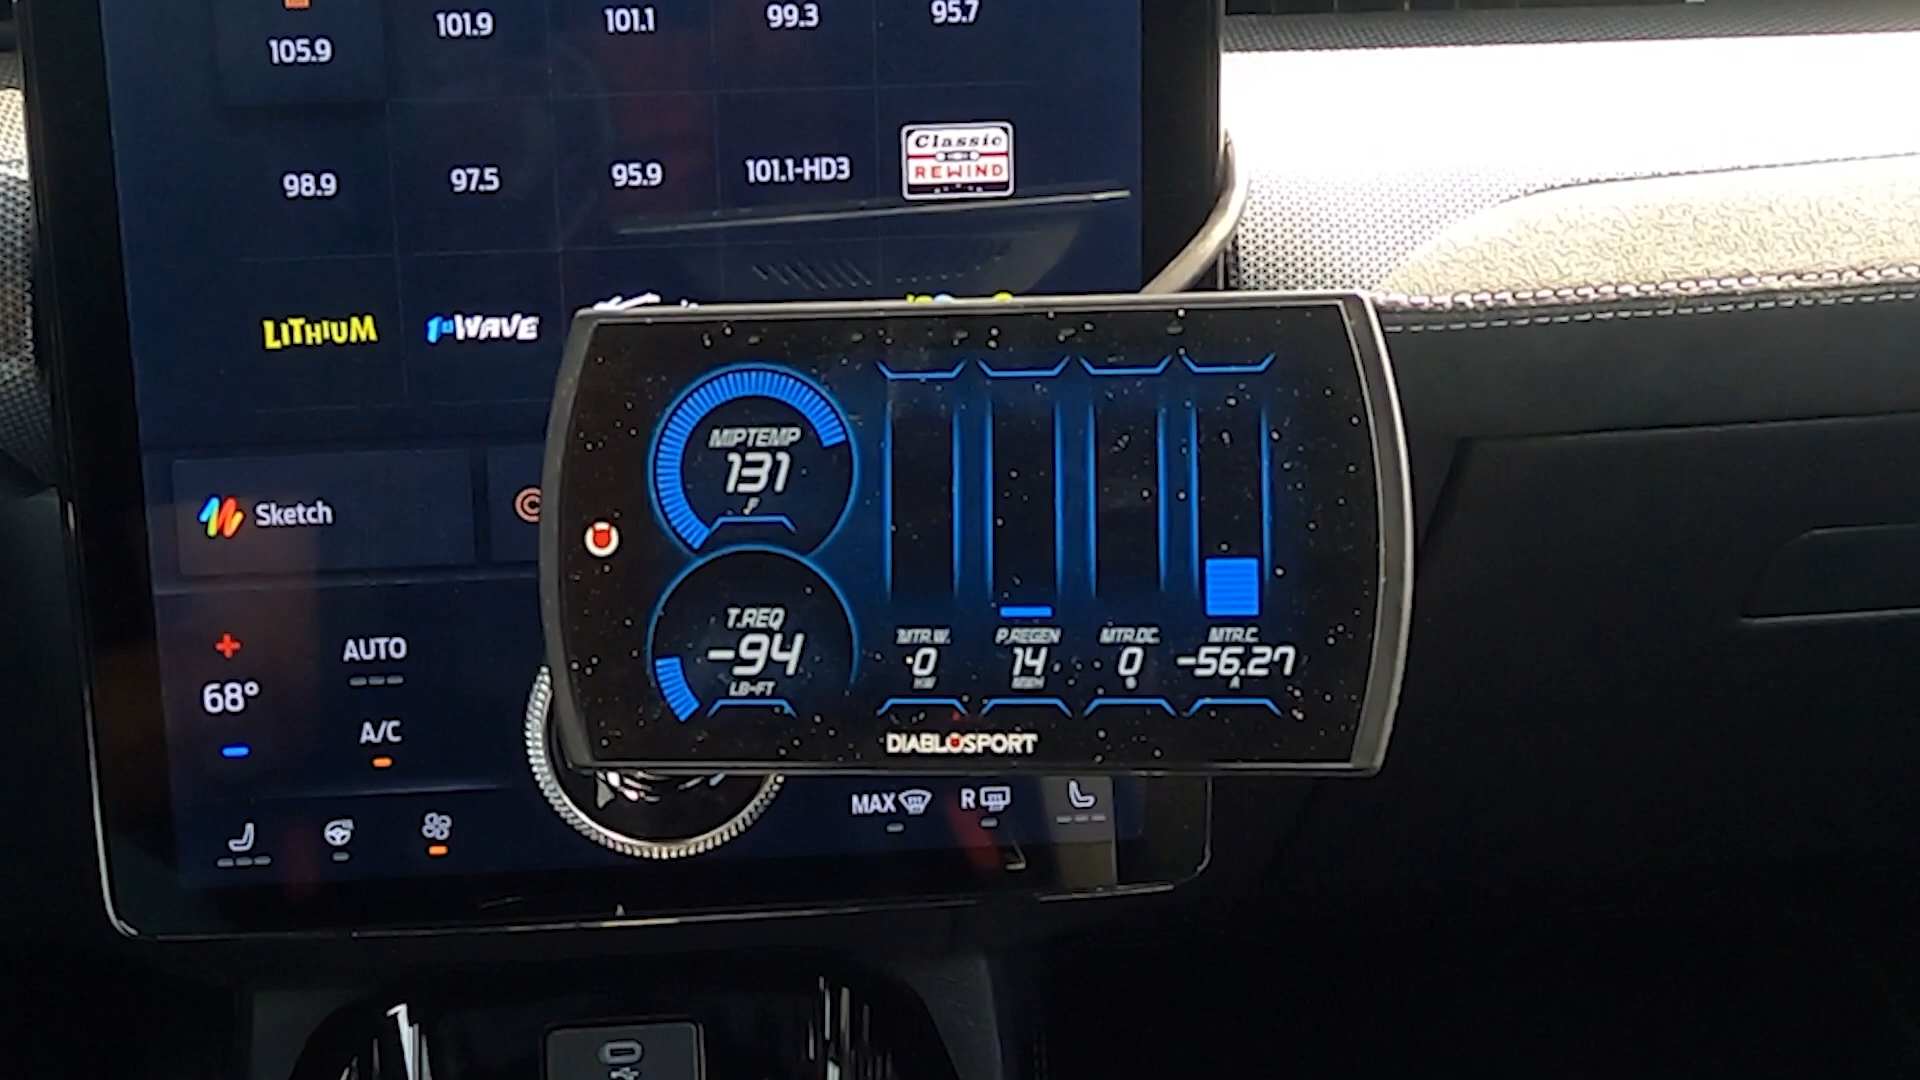 105.9 101.9 101.1 99.3 95.7
98.9 97.5 95.9 101.1-HD3 Classic
REWIND
LiTHiUM 1st WAVE
Sketch
68° AUTO
A/C
MAX R
MIPTEMP
131
F
T.REQ
-94
LB-FT
MTR.W. P.REGEN MTR.DC. MTR.C.
0 14 0 -56.27
KW A
DIABLOSPORT